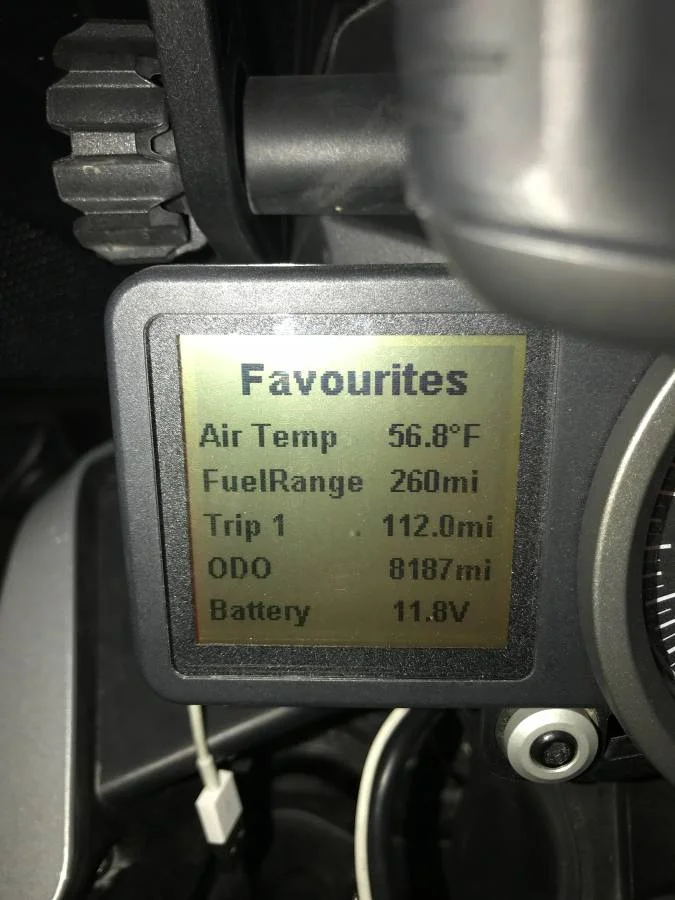 Favourites
Air Temp 56.8°F
FuelRange 260mi
Trip 1 112.0mi
ODO 8187mi
Battery 11.8V